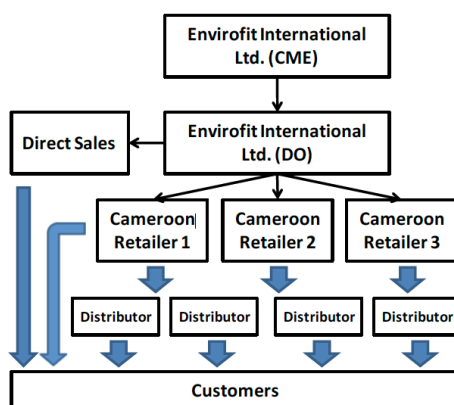 Envirofit International
Ltd. (CME)
Direct Sales
Envirofit International
Ltd. (DO)
Cameroon
Retailer 1
Cameroon
Retailer 2
Cameroon
Retailer 3
Distributor
Distributor
Distributor
Distributor
Customers